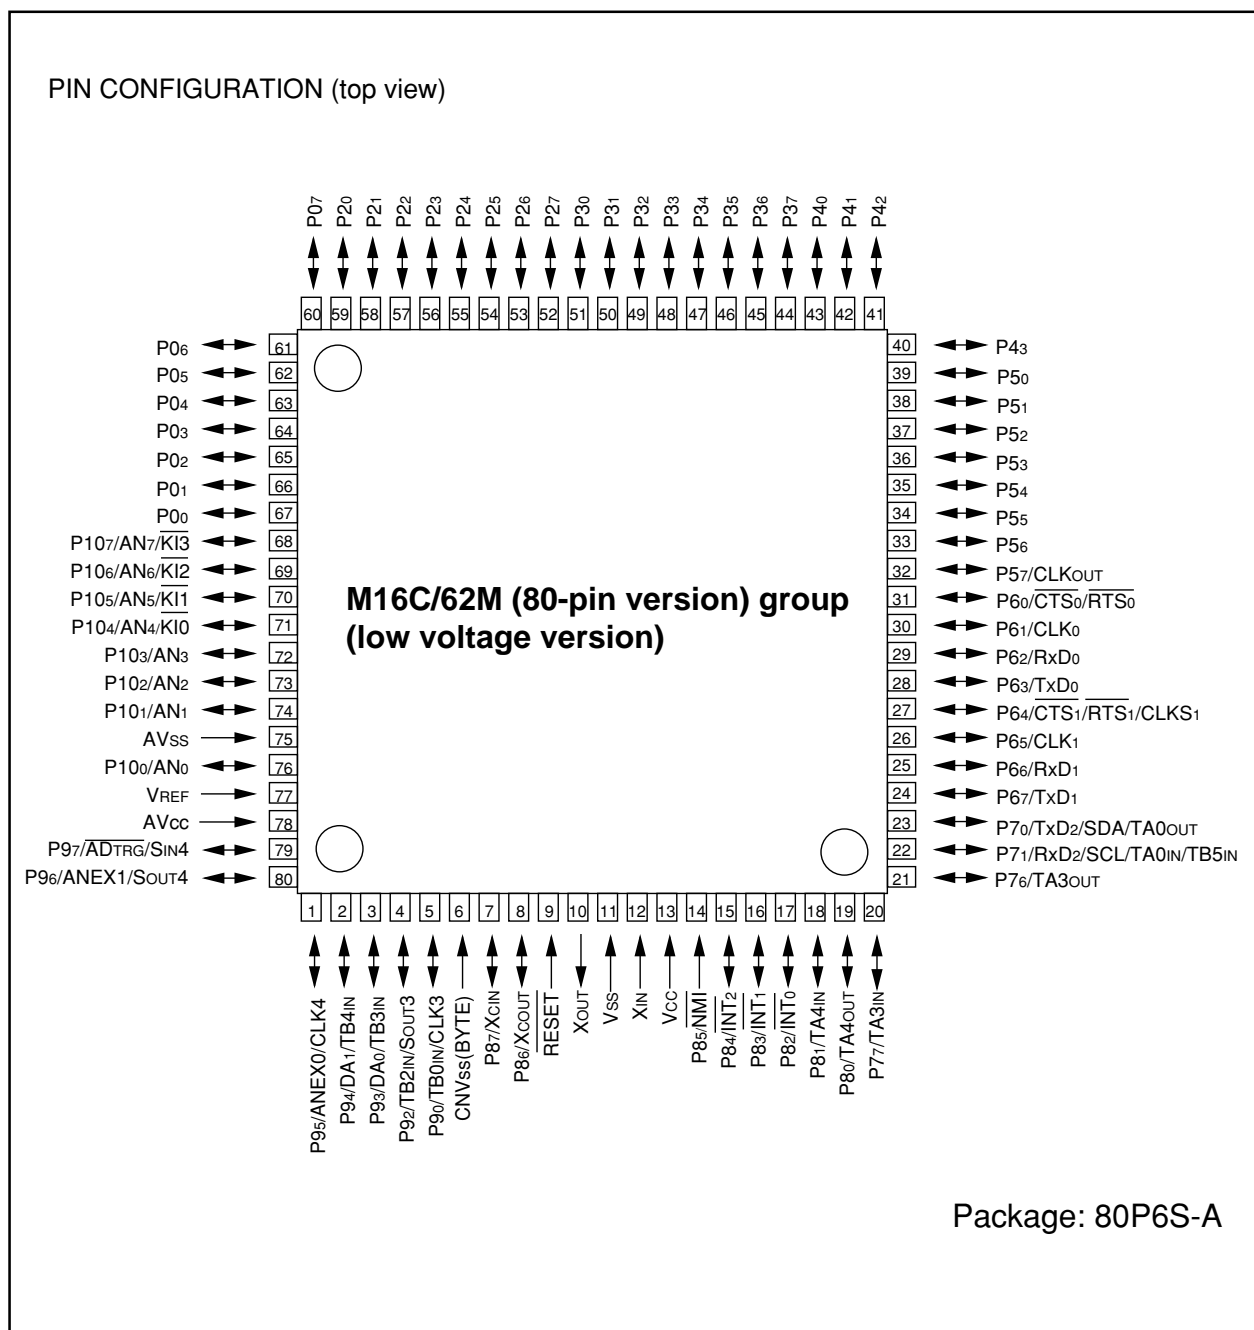 PIN CONFIGURATION (top view)
P07
P20
P21
P22
P23
P24
P25
P26
P27
P30
P31
P32
P33
P34
P35
P36
P37
P40
P41
P42
60 59 58 57 56 55 54 53 52 51 50 49 48 47 46 45 44 43 42 41
P06 61
P05 62
P04 63
P03 64
P02 65
P01 66
P00 67
P107/AN7/KI3 68
P106/AN6/KI2 69
P105/AN5/KI1 70
P104/AN4/KI0 71
P103/AN3 72
P102/AN2 73
P101/AN1 74
AVSS 75
P100/AN0 76
VREF 77
AVcc 78
P97/ADTRG/SIN4 79
P96/ANEX1/SOUT4 80
M16C/62M (80-pin version) group
(low voltage version)
40 P43
39 P50
38 P51
37 P52
36 P53
35 P54
34 P55
33 P56
32 P57/CLKOUT
31 P60/CTS0/RTS0
30 P61/CLK0
29 P62/RxD0
28 P63/TxD0
27 P64/CTS1/RTS1/CLKS1
26 P65/CLK1
25 P66/RxD1
24 P67/TxD1
23 P70/TxD2/SDA/TA0OUT
22 P71/RxD2/SCL/TA0IN/TB5IN
21 P76/TA3OUT
1 2 3 4 5 6 7 8 9 10 11 12 13 14 15 16 17 18 19 20
P95/ANEX0/CLK4
P94/DA1/TB4IN
P93/DA0/TB3IN
P92/TB2IN/SOUT3
P90/TB0IN/CLK3
CNVss(BYTE)
P87/XCIN
P86/XCOUT
RESET
XOUT
VSS
XIN
VCC
P85/NMI
P84/INT2
P83/INT1
P82/INT0
P81/TA4IN
P80/TA4OUT
P77/TA3IN
Package: 80P6S-A